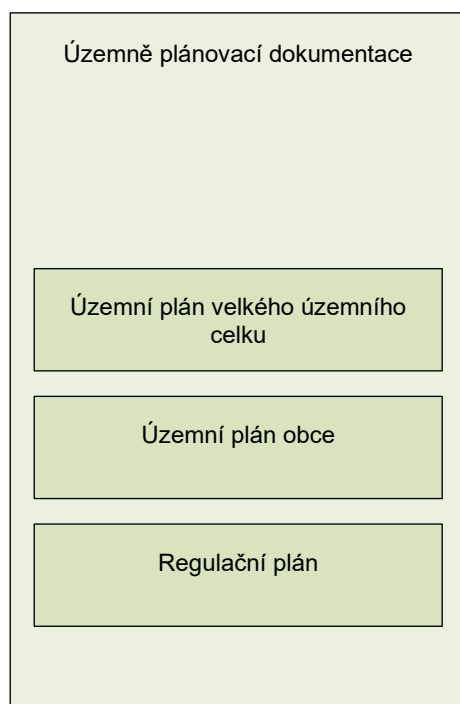 Územně plánovací dokumentace
Územní plán velkého územního
celku
Územní plán obce
Regulační plán